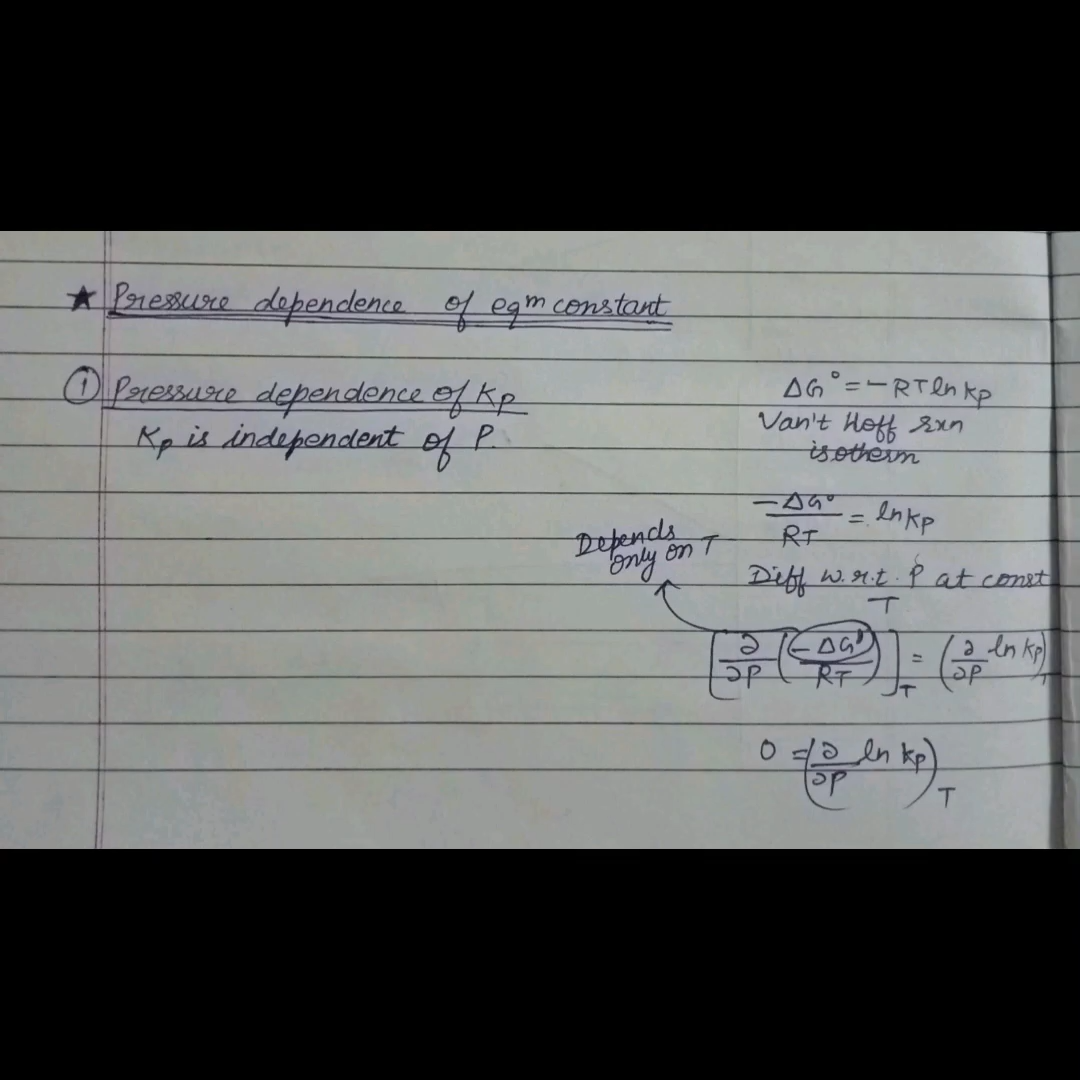 ★ Pressure dependence of eqm constant
① Pressure dependence of Kp
Kp is independent of P.
ΔG° = - RT ln Kp
Van't Hoff rxn
isotherm
-ΔG°/RT = ln Kp
Depends
only on T
Diff w.r.t. P at const
T
[∂/∂P (-ΔG°/RT)]T = (∂/∂P ln Kp)T
0 = (∂/∂P ln Kp)T